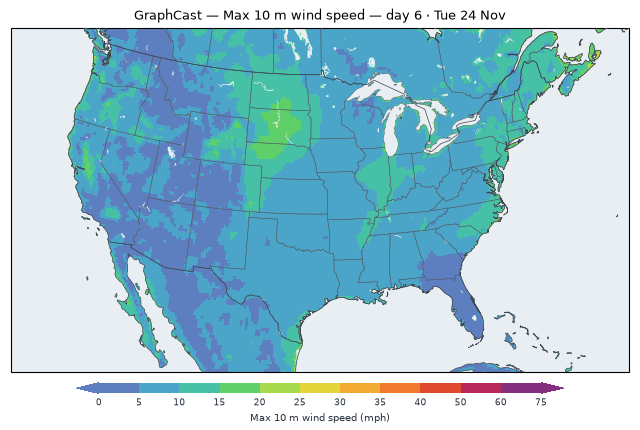 GraphCast — Max 10 m wind speed — day 6 · Tue 24 Nov
0 5 10 15 20 25 30 35 40 50 60 75
Max 10 m wind speed (mph)